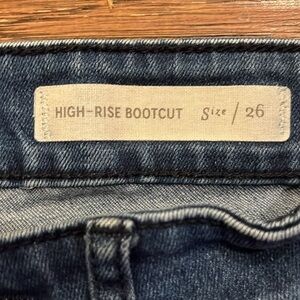 HIGH-RISE BOOTCUT Size / 26